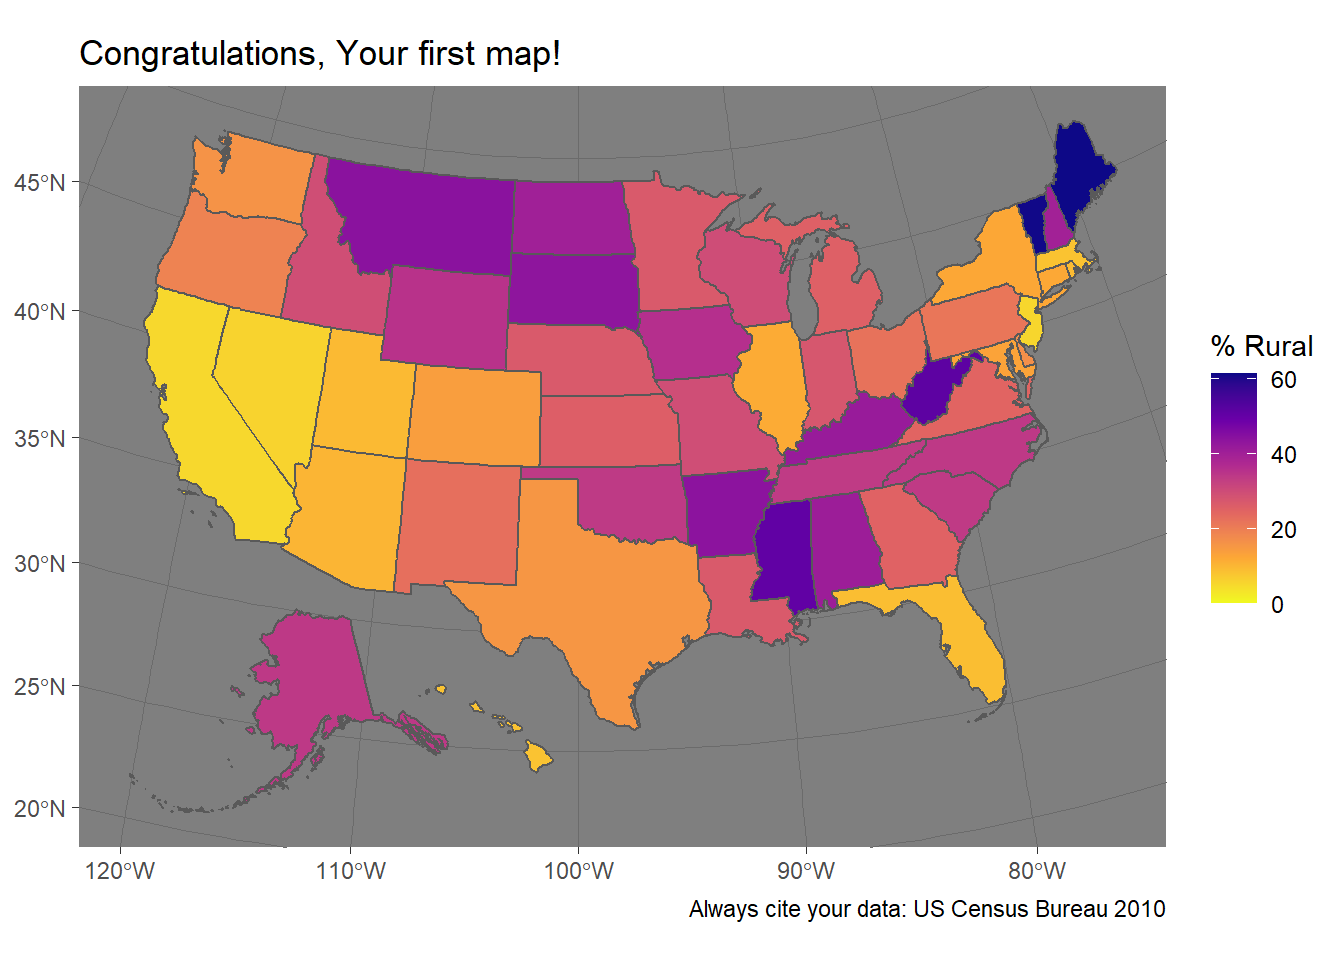 Congratulations, Your first map!
45°N
40°N
35°N
30°N
25°N
20°N
120°W
110°W
100°W
90°W
80°W
% Rural
60
40
20
0
Always cite your data: US Census Bureau 2010